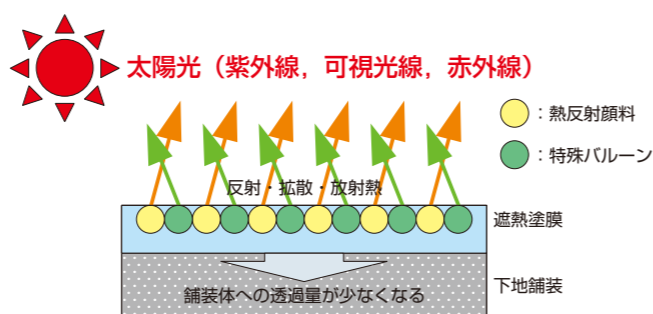 太陽光（紫外線，可視光線，赤外線）
：熱反射顔料
：特殊バルーン
反射・拡散・放射熱
遮熱塗膜
下地舗装
舗装体への透過量が少なくなる